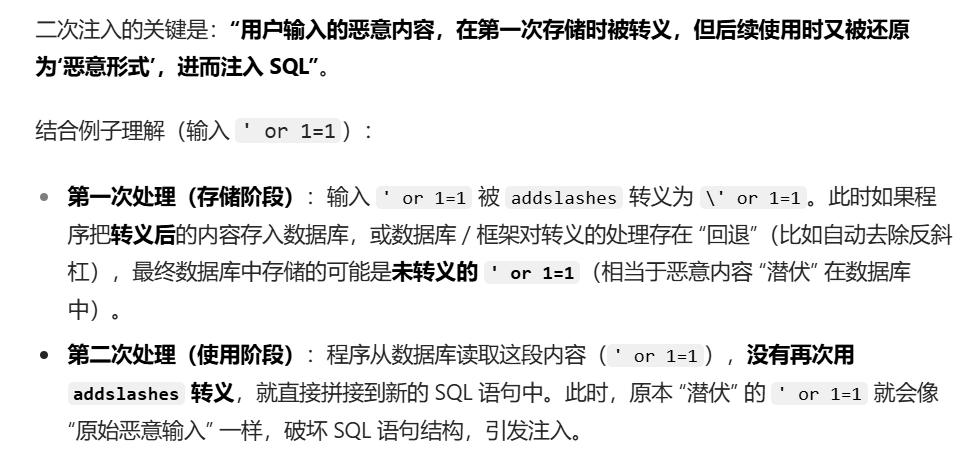 二次注入的关键是：“用户输入的恶意内容，在第一次存储时被转义，但后续使用时又被还原
为‘恶意形式’，进而注入 SQL”。
结合例子理解（输入 ' or 1=1）：
• 第一次处理（存储阶段）：输入 ' or 1=1 被 addslashes 转义为 \' or 1=1。此时如果程
序把转义后的内容存入数据库，或数据库 / 框架对转义的处理存在 “回退”（比如自动去除反斜
杠），最终数据库中存储的可能是未转义的 ' or 1=1（相当于恶意内容 “潜伏” 在数据库
中）。
• 第二次处理（使用阶段）：程序从数据库读取这段内容（' or 1=1），没有再次用
addslashes 转义，就直接拼接到新的 SQL 语句中。此时，原本 “潜伏” 的 ' or 1=1 就会像
“原始恶意输入” 一样，破坏 SQL 语句结构，引发注入。